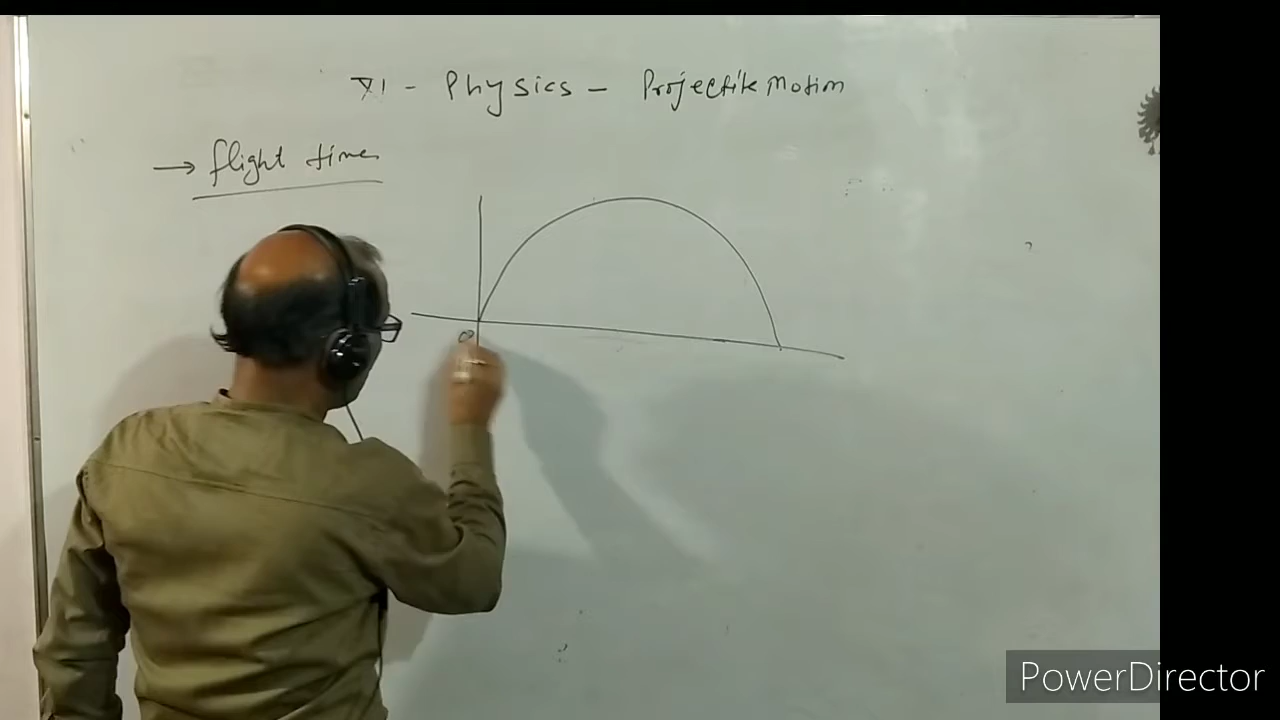 XI - Physics - Projectile Motion
→ flight time
O
PowerDirector